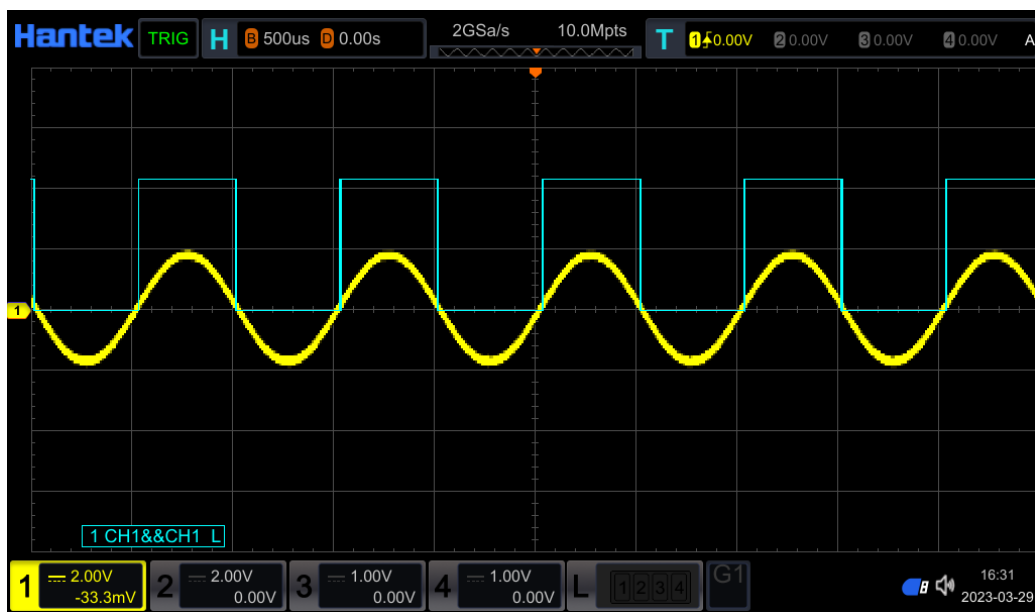 Hantek TRIG H B 500us D 0.00s 2GSa/s 10.0Mpts T 1 0.00V 2 0.00V 3 0.00V 4 0.00V A
1
1 CH1&&CH1 L
1 2.00V 2 2.00V 3 1.00V 4 1.00V L 1 2 3 4 G1 16:31
-33.3mV 0.00V 0.00V 0.00V 2023-03-29